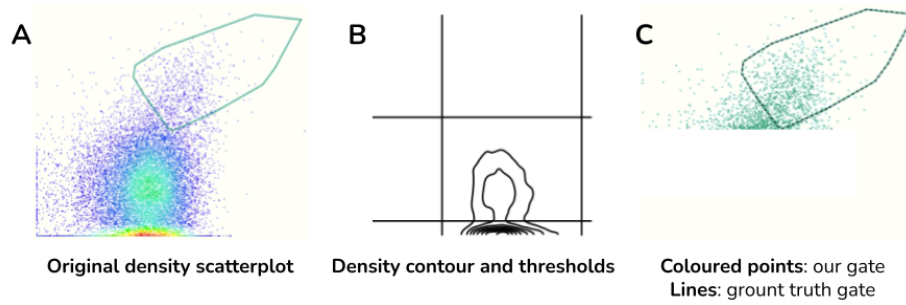 A
B
C
Original density scatterplot
Density contour and thresholds
Coloured points: our gate
Lines: grount truth gate